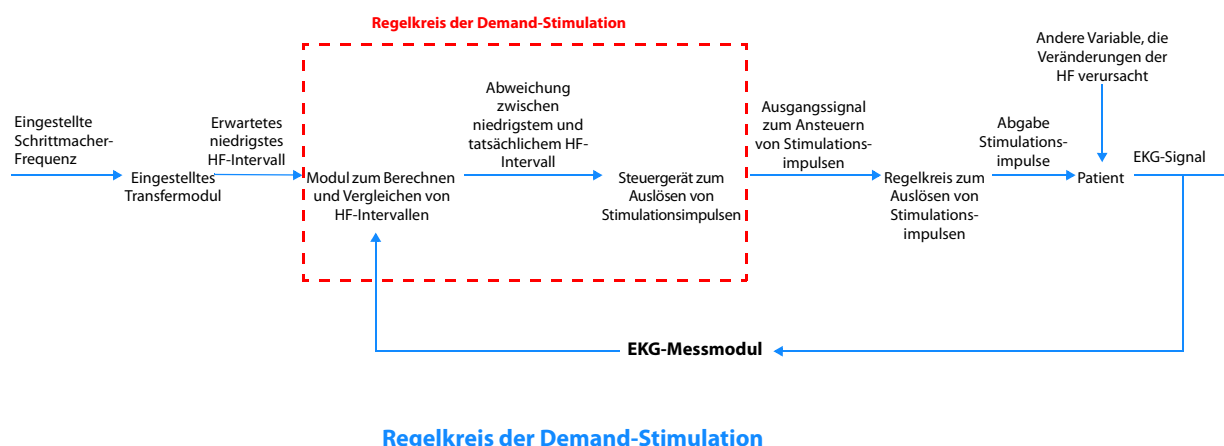 Regelkreis der Demand-Stimulation
Andere Variable, die
Veränderungen der
HF verursacht
Eingestellte
Schrittmacher-
Frequenz
Eingestelltes
Transfermodul
Erwartetes
niedrigstes
HF-Intervall
Modul zum Berechnen
und Vergleichen von
HF-Intervallen
Abweichung
zwischen
niedrigstem und
tatsächlichem HF-
Intervall
Steuergerät zum
Auslösen von
Stimulationsimpulsen
Ausgangssignal
zum Ansteuern
von Stimulations-
impulsen
Regelkreis zum
Auslösen von
Stimulations-
impulsen
Abgabe
Stimulations-
impulse
Patient
EKG-Signal
EKG-Messmodul
Regelkreis der Demand-Stimulation